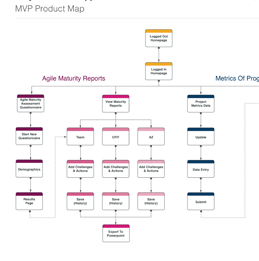 MVP Product Map
Logged Out
Homepage
Logged In
Homepage
Agile Maturity Reports
Metrics Of Prog
Agile Maturity
Assessment
Questionnaire
View Maturity
Reports
Project
Metrics Data
Start New
Questionnaire
Team
Update
Demographics
Add Challenges
& Actions
Add Challenges
& Actions
Add Challenges
& Actions
Data Entry
Results
Page
Save
(History)
Save
(History)
Save
(History)
Submit
Export To
Powerpoint